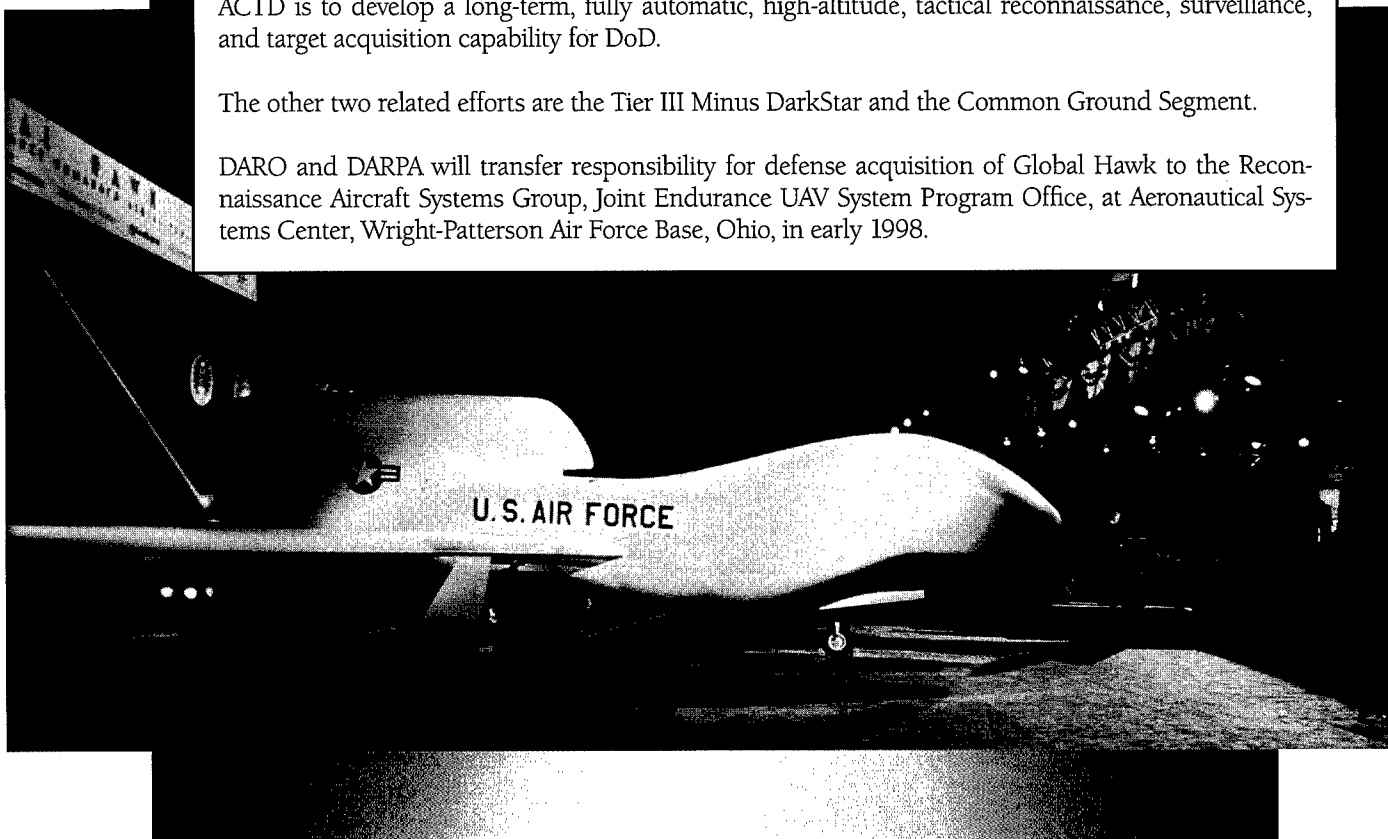 ACTD is to develop a long-term, fully automatic, high-altitude, tactical reconnaissance, surveillance,
and target acquisition capability for DoD.
The other two related efforts are the Tier III Minus DarkStar and the Common Ground Segment.
DARO and DARPA will transfer responsibility for defense acquisition of Global Hawk to the Recon-
naissance Aircraft Systems Group, Joint Endurance UAV System Program Office, at Aeronautical Sys-
tems Center, Wright-Patterson Air Force Base, Ohio, in early 1998.
U.S. AIR FORCE